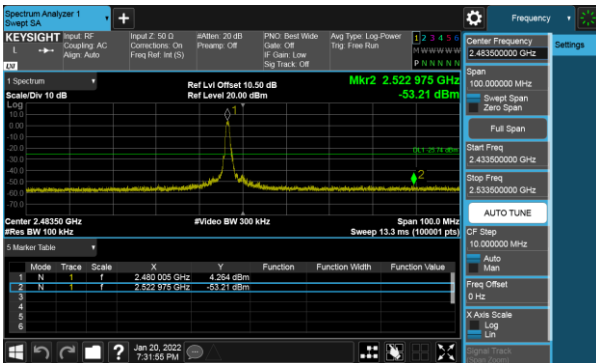 Spectrum Analyzer 1
Swept SA
Frequency
KEYSIGHT
Input: RF
Coupling: AC
Align: Auto
Input Z: 50 Ω
Corrections: On
Freq Ref: Int (S)
#Atten: 20 dB
Preamp: Off
PNO: Best Wide
Gate: Off
IF Gain: Low
Sig Track: Off
Avg Type: Log-Power
Trig: Free Run
1 2 3 4 5 6
M W W W W W
P N N N N N
L
Center Frequency
2.483500000 GHz
Settings
Span
100.000000 MHz
Swept Span
Zero Span
Full Span
Start Freq
2.433500000 GHz
Stop Freq
2.533500000 GHz
AUTO TUNE
CF Step
10.000000 MHz
Auto
Man
Freq Offset
0 Hz
X Axis Scale
Log
Lin
Signal Track
(Span Zoom)
1 Spectrum
Scale/Div 10 dB
Ref Lvl Offset 10.50 dB
Ref Level 20.00 dBm
Mkr2 2.522 975 GHz
-53.21 dBm
Log
10.0
0.00
-10.0
-20.0
-30.0
-40.0
-50.0
-60.0
-70.0
1
DL1 -25.74 dBm
2
Center 2.48350 GHz
#Video BW 300 kHz
Span 100.0 MHz
#Res BW 100 kHz
Sweep 13.3 ms (100001 pts)
5 Marker Table
Mode Trace Scale X Y Function Function Width Function Value
1 N 1 f 2.480 005 GHz 4.264 dBm
2 N 1 f 2.522 975 GHz -53.21 dBm
3
4
5
6
Jan 20, 2022
7:31:55 PM